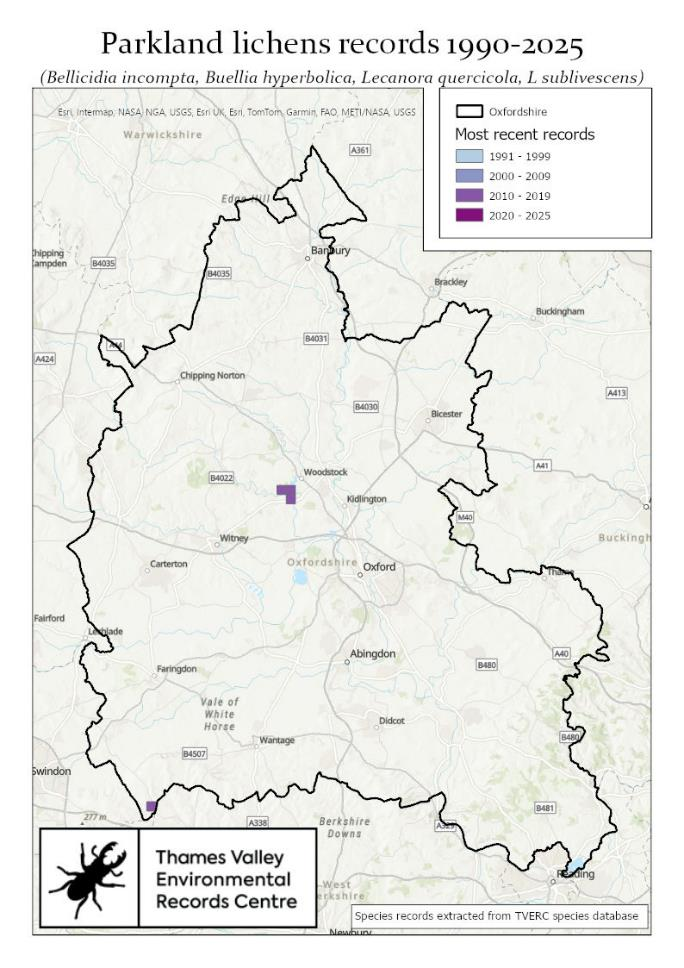 Parkland lichens records 1990-2025
(Bellicidia incompta, Buellia hyperbolica, Lecanora quercicola, L sublivescens)
Esri, Intermap, NASA, NGA, USGS, Esri UK, Esri, TomTom, Garmin, FAO, METI/NASA, USGS
Oxfordshire
Most recent records
1991 - 1999
2000 - 2009
2010 - 2019
2020 - 2025
Warwickshire
A361
Edge Hill
Banbury
Chipping
Campden
B4035
B4035
Brackley
Buckingham
B4031
A44
A424
Chipping Norton
A413
B4030
Bicester
A41
Woodstock
B4022
Kidlington
M40
Witney
Buckingh
Oxfordshire
Carterton
Oxford
Thame
Fairford
Lechlade
Abingdon
A40
B480
Faringdon
Vale of
White
Horse
Didcot
B480
Wantage
B4507
Swindon
B481
277 m
A338
Berkshire
Downs
A329
Reading
West
erkshire
Newbury
Thames Valley
Environmental
Records Centre
Species records extracted from TVERC species database